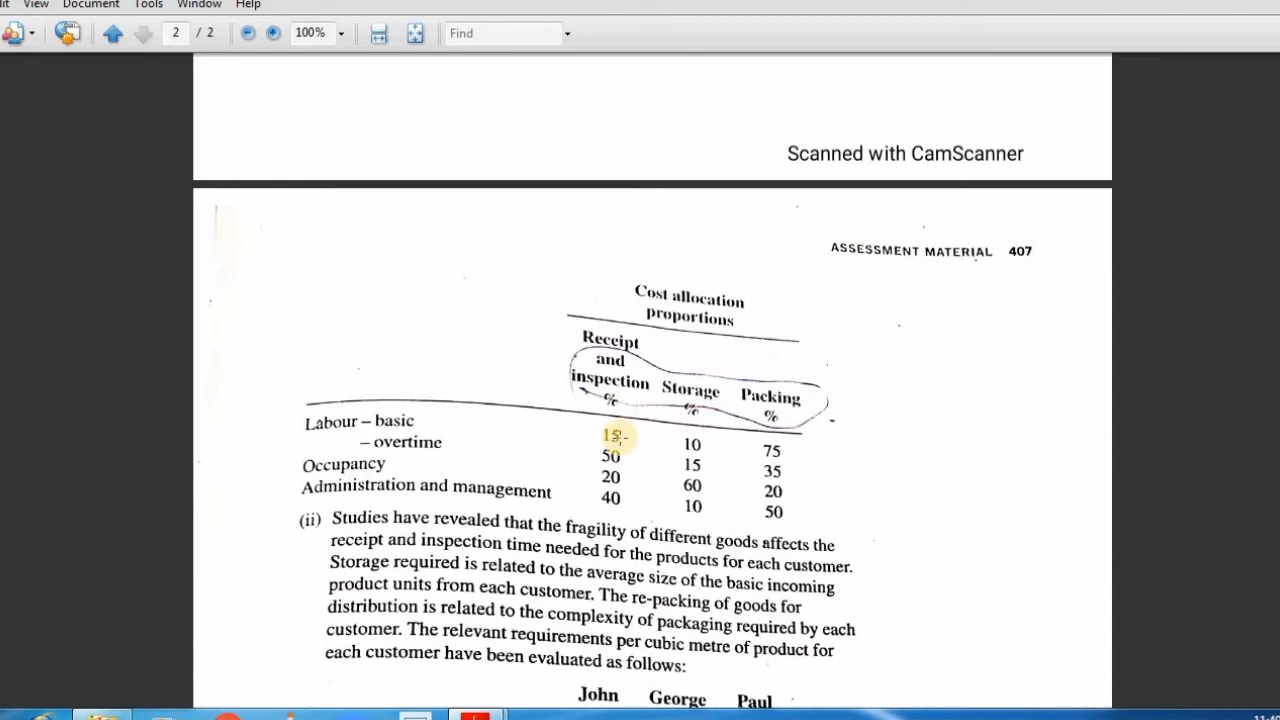 View Document Tools Window Help
2 / 2 100% Find
Scanned with CamScanner
ASSESSMENT MATERIAL 407
Cost allocation
proportions
Receipt
and
inspection Storage Packing
% % %
Labour – basic 15 10 75
– overtime 50 15 35
Occupancy 20 60 20
Administration and management 40 10 50
(ii) Studies have revealed that the fragility of different goods affects the
receipt and inspection time needed for the products for each customer.
Storage required is related to the average size of the basic incoming
product units from each customer. The re-packing of goods for
distribution is related to the complexity of packaging required by each
customer. The relevant requirements per cubic metre of product for
each customer have been evaluated as follows:
John George Paul